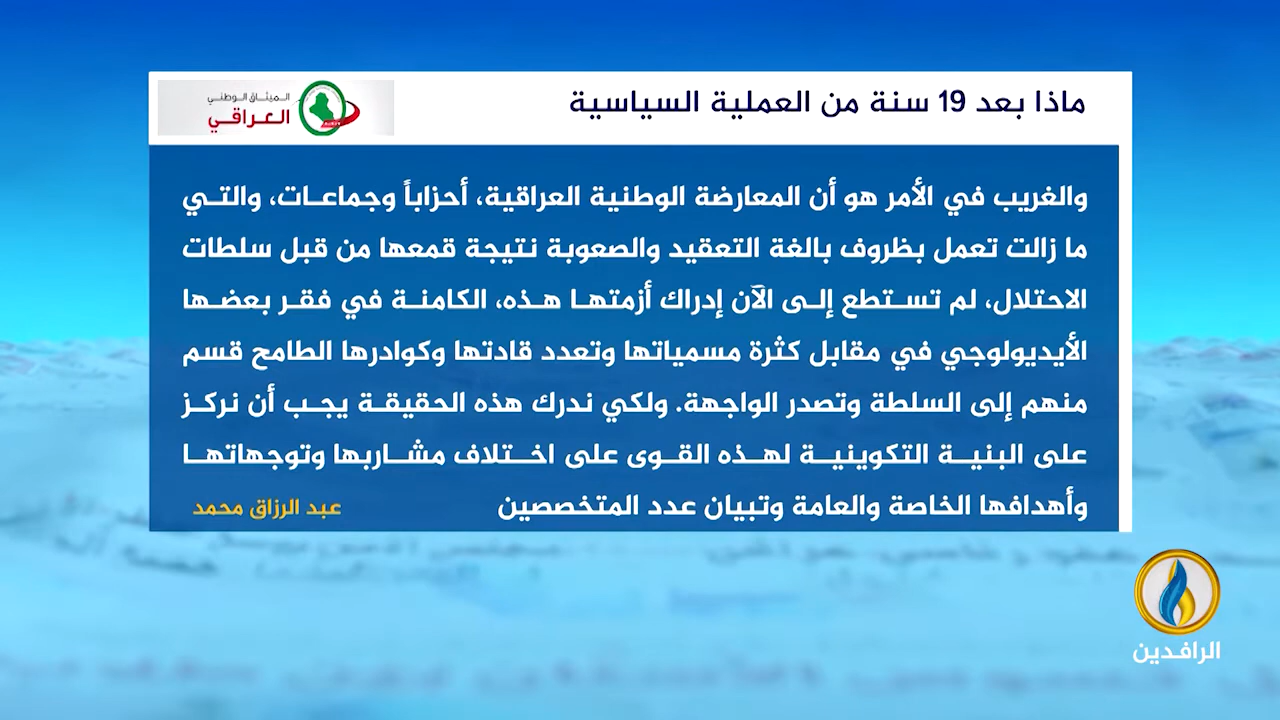 ماذا بعد 19 سنة من العملية السياسية
الميثاق الوطني
العراقي
والغريب في الأمر هو أن المعارضة الوطنية العراقية، أحزاباً وجماعات، والتي
ما زالت تعمل بظروف بالغة التعقيد والصعوبة نتيجة قمعها من قبل سلطات
الاحتلال، لم تستطع إلى الآن إدراك أزمتها هذه، الكامنة في فقر بعضها
الأيديولوجي في مقابل كثرة مسمياتها وتعدد قادتها وكوادرها الطامح قسم
منهم إلى السلطة وتصدر الواجهة. ولكي ندرك هذه الحقيقة يجب أن نركز
على البنية التكوينية لهذه القوى على اختلاف مشاربها وتوجهاتها
وأهدافها الخاصة والعامة وتبيان عدد المتخصصين
عبد الرزاق محمد
الرافدين